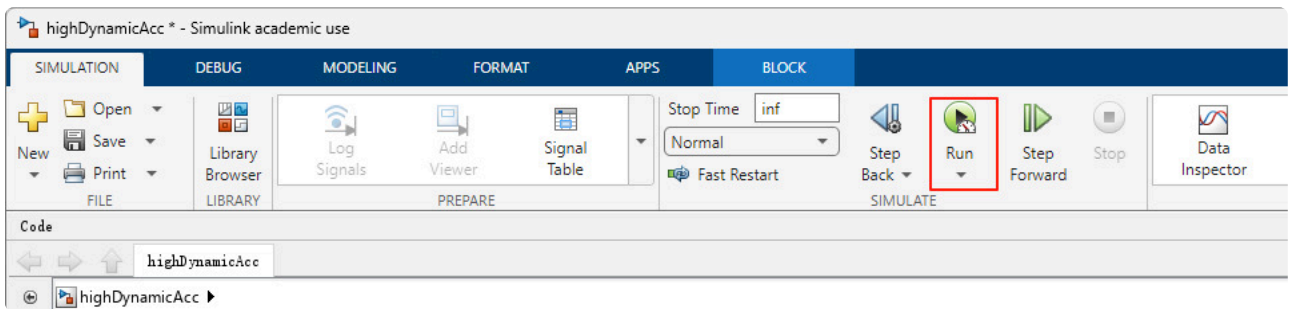 highDynamicAcc * - Simulink academic use
SIMULATION DEBUG MODELING FORMAT APPS BLOCK
New
Open
Save
Print
FILE
Library
Browser
LIBRARY
Log
Signals
Add
Viewer
Signal
Table
PREPARE
Stop Time inf
Normal
Fast Restart
Step
Back
Run
Step
Forward
Stop
SIMULATE
Data
Inspector
Code
highDynamicAcc
highDynamicAcc